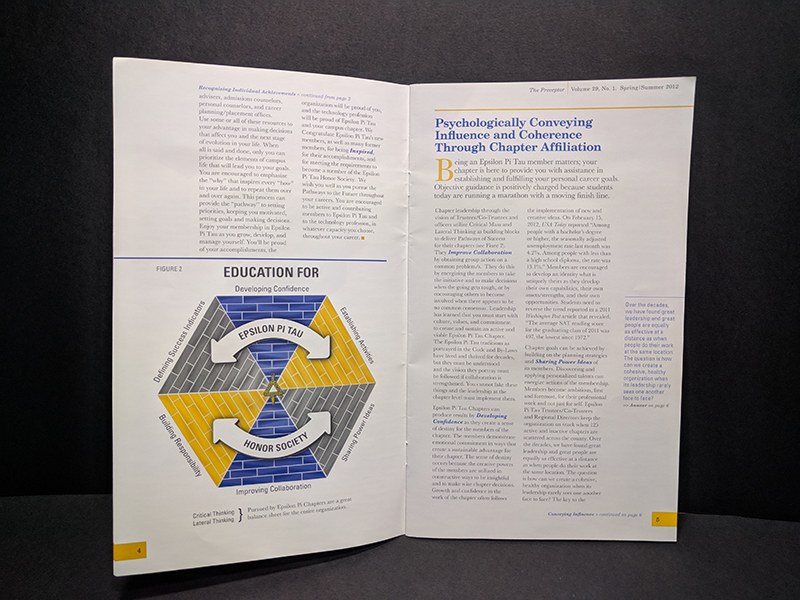 Recognizing Individual Achievements – continued from page 3
advisers, admissions counselors,
personal counselors, and career
planning/placement offices.
Use some or all of these resources to
your advantage in making decisions
that affect you and the next stage
of evolution in your life. When
all is said and done, only you can
prioritize the elements of campus
life that will lead you to your goals.
You are encouraged to emphasize
the "why" that inspires every "how"
to your life and to repeat them over
and over again. This process can
provide the "pathway" to setting
priorities, keeping you motivated,
setting goals and making decisions.
Enjoy your membership in Epsilon
Pi Tau as you grow, develop, and
manage yourself. You'll be proud
of your accomplishments, the
organization will be proud of you,
and the technology profession
will be proud of Epsilon Pi Tau
and your campus chapter. We
Congratulate Epsilon Pi Tau's new
members, as well as many former
members, for being Inspired,
for their accomplishments, and
for meeting the requirements to
become a member of the Epsilon
Pi Tau Honor Society. We
wish you well as you pursue the
Pathways to the Future throughout
your careers. You are encouraged
to be active and contributing
members to Epsilon Pi Tau and
to the technology profession, in
whatever capacity you choose,
throughout your career.
FIGURE 2
EDUCATION FOR
Developing Confidence
Defining Success Indicators
Establishing Activities
EPSILON PI TAU
HONOR SOCIETY
Building Responsibility
Sharing Power Ideas
Improving Collaboration
Critical Thinking
Lateral Thinking
} Pursued by Epsilon Pi Chapters are a great
balance sheet for the entire organization.
4
The Preceptor | Volume 29, No. 1, Spring/Summer 2012
Psychologically Conveying
Influence and Coherence
Through Chapter Affiliation
Being an Epsilon Pi Tau member matters; your
chapter is here to provide you with assistance in
establishing and fulfilling your personal career goals.
Objective guidance is positively charged because students
today are running a marathon with a moving finish line.
Chapter leadership through the
vision of Trustees/Co-Trustees and
officers utilize Critical Mass and
Lateral Thinking as building blocks
to deliver Pathways of Success
for their chapters (see Figure 2).
They Improve Collaboration
by obtaining group action on a
common problem/s. They do this
by energizing the members to take
the initiative and to make decisions
when the going gets tough, or by
encouraging others to become
involved when there appears to be
no common consensus. Leadership
has learned that you must start with
culture, values, and commitment
to create and sustain an active and
viable Epsilon Pi Tau Chapter.
The Epsilon Pi Tau traditions as
portrayed in the Code and By-Laws
have lived and thrived for decades,
but they must be understood
and the vision they portray must
be followed if collaboration is
strengthened. You cannot fake these
things and the leadership at the
chapter level must implement them.
Epsilon Pi Tau Chapters can
produce results by Developing
Confidence as they create a sense
of destiny for the members of the
chapter. The members demonstrate
emotional commitment in ways that
create a sustainable advantage for
their chapter. The sense of destiny
occurs because the creative powers
of the members are utilized in
constructive ways to be insightful
and to make wise chapter decisions.
Growth and confidence in the
work of the chapter often follows
the implementation of new and
creative ideas. On February 15,
2012, USA Today reported "Among
people with a bachelor's degree
or higher, the seasonally adjusted
unemployment rate last month was
4.2%. Among people with less than
a high school diploma, the rate was
13.1%." Members are encouraged
to develop an identity what is
uniquely theirs as they develop
their own capabilities, their own
assets/strengths, and their own
opportunities. Students need to
reverse the trend reported in a 2011
Washington Post article that revealed,
"The average SAT reading score
for the graduating class of 2011 was
497, the lowest since 1972."
Chapter goals can be achieved by
building on the planning strategies
and Sharing Power Ideas of
its members. Discovering and
applying personalized talents can
energize actions of the membership.
Members become ambitious, first
and foremost, for their professional
work and not just for self. Epsilon
Pi Tau Trustees/Co-Trustees
and Regional Directors keep the
organization on track when 125
active and inactive chapters are
scattered across the county. Over
the decades, we have found great
leadership and great people are
equally as effective at a distance
as when people do their work at
the same location. The question
is how can we create a cohesive,
healthy organization when its
leadership rarely sees one another
face to face? The key to the
Over the decades,
we have found great
leadership and great
people are equally
as effective at a
distance as when
people do their work
at the same location.
The question is how
can we create a
cohesive, healthy
organization when
its leadership rarely
sees one another
face to face?
— Answer on page 6
Conveying Influence – continued on page 6
5